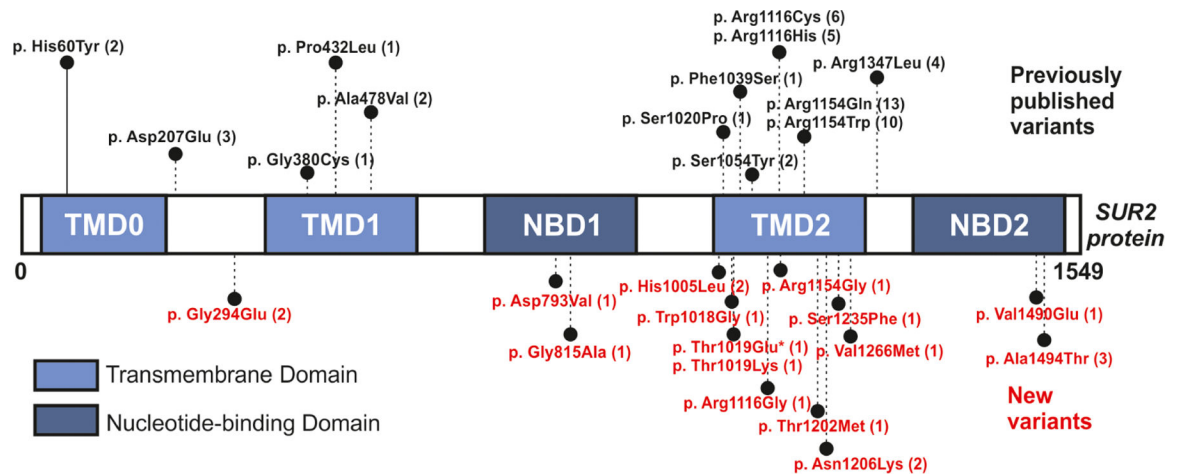 p. Arg1116Cys (6)
p. His60Tyr (2)
p. Pro432Leu (1)
p. Arg1116His (5)
p. Arg1347Leu (4)
Previously
published
variants
p. Phe1039Ser (1)
p. Ala478Val (2)
p. Arg1154Gln (13)
p. Ser1020Pro (1)
p. Arg1154Trp (10)
p. Asp207Glu (3)
p. Gly380Cys (1)
p. Ser1054Tyr (2)
TMD0
TMD1
NBD1
TMD2
NBD2
SUR2
protein
0
1549
p. Gly294Glu (2)
p. Asp793Val (1)
p. His1005Leu (2)
p. Arg1154Gly (1)
p. Trp1018Gly (1)
p. Ser1235Phe (1)
p. Val1490Glu (1)
p. Gly815Ala (1)
p. Thr1019Glu* (1)
p. Val1266Met (1)
p. Ala1494Thr (3)
p. Thr1019Lys (1)
p. Arg1116Gly (1)
p. Thr1202Met (1)
p. Asn1206Lys (2)
New
variants
Transmembrane Domain
Nucleotide-binding Domain